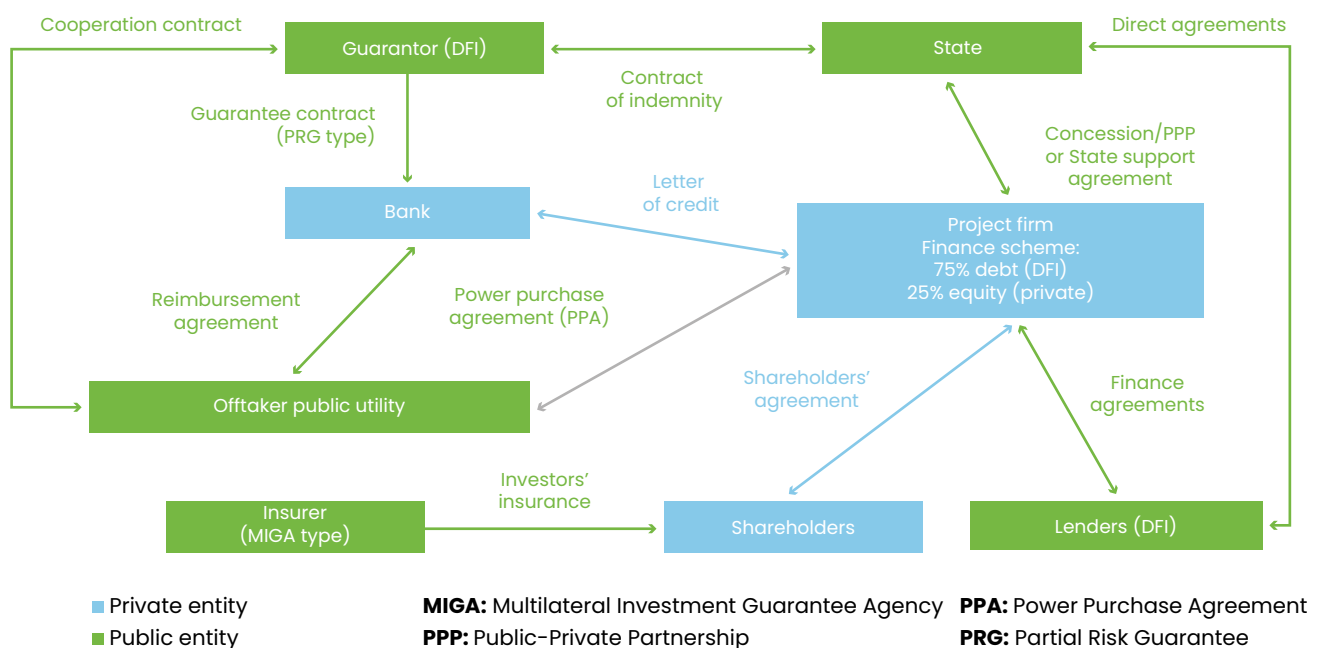 Cooperation contract
Direct agreements
Guarantor (DFI)
State
Contract
of indemnity
Guarantee contract
(PRG type)
Concession/PPP
or State support
agreement
Letter
of credit
Bank
Project firm
Finance scheme:
75% debt (DFI)
25% equity (private)
Reimbursement
agreement
Power purchase
agreement (PPA)
Shareholders’
agreement
Finance
agreements
Offtaker public utility
Investors’
insurance
Insurer
(MIGA type)
Shareholders
Lenders (DFI)
Private entity
MIGA: Multilateral Investment Guarantee Agency
PPA: Power Purchase Agreement
Public entity
PPP: Public-Private Partnership
PRG: Partial Risk Guarantee